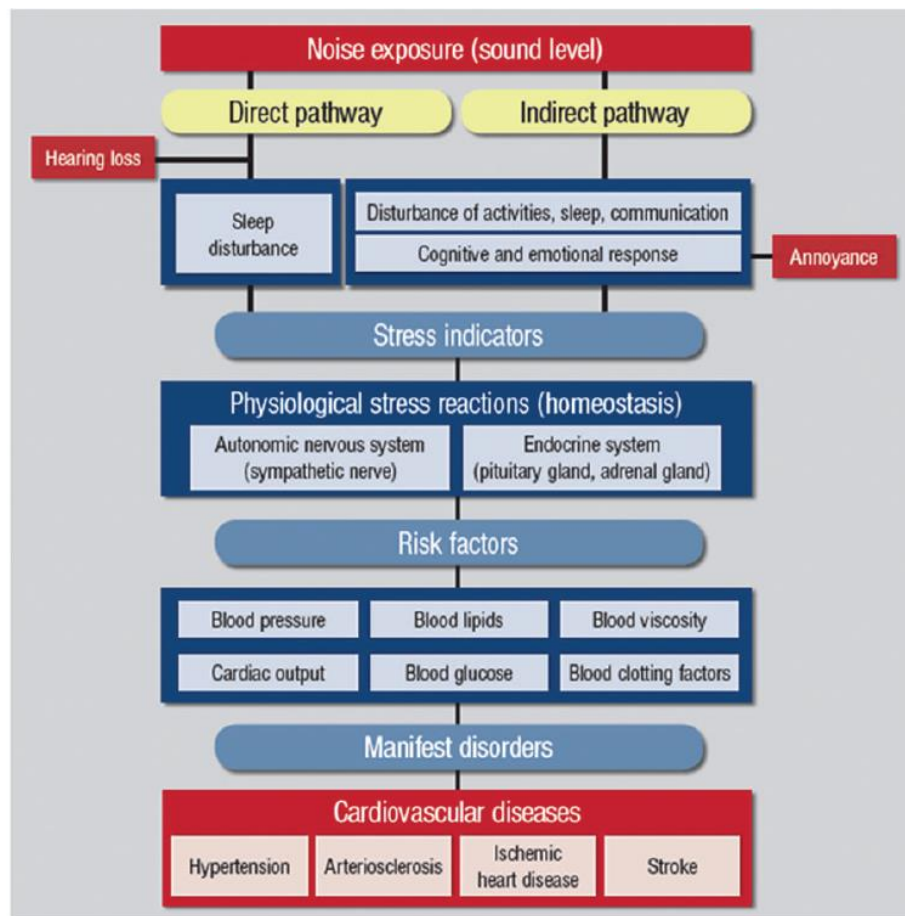 Noise exposure (sound level)
Direct pathway
Indirect pathway
Hearing loss
Sleep
disturbance
Disturbance of activities, sleep, communication
Cognitive and emotional response
Annoyance
Stress indicators
Physiological stress reactions (homeostasis)
Autonomic nervous system
(sympathetic nerve)
Endocrine system
(pituitary gland, adrenal gland)
Risk factors
Blood pressure
Blood lipids
Blood viscosity
Cardiac output
Blood glucose
Blood clotting factors
Manifest disorders
Cardiovascular diseases
Hypertension
Arteriosclerosis
Ischemic
heart disease
Stroke